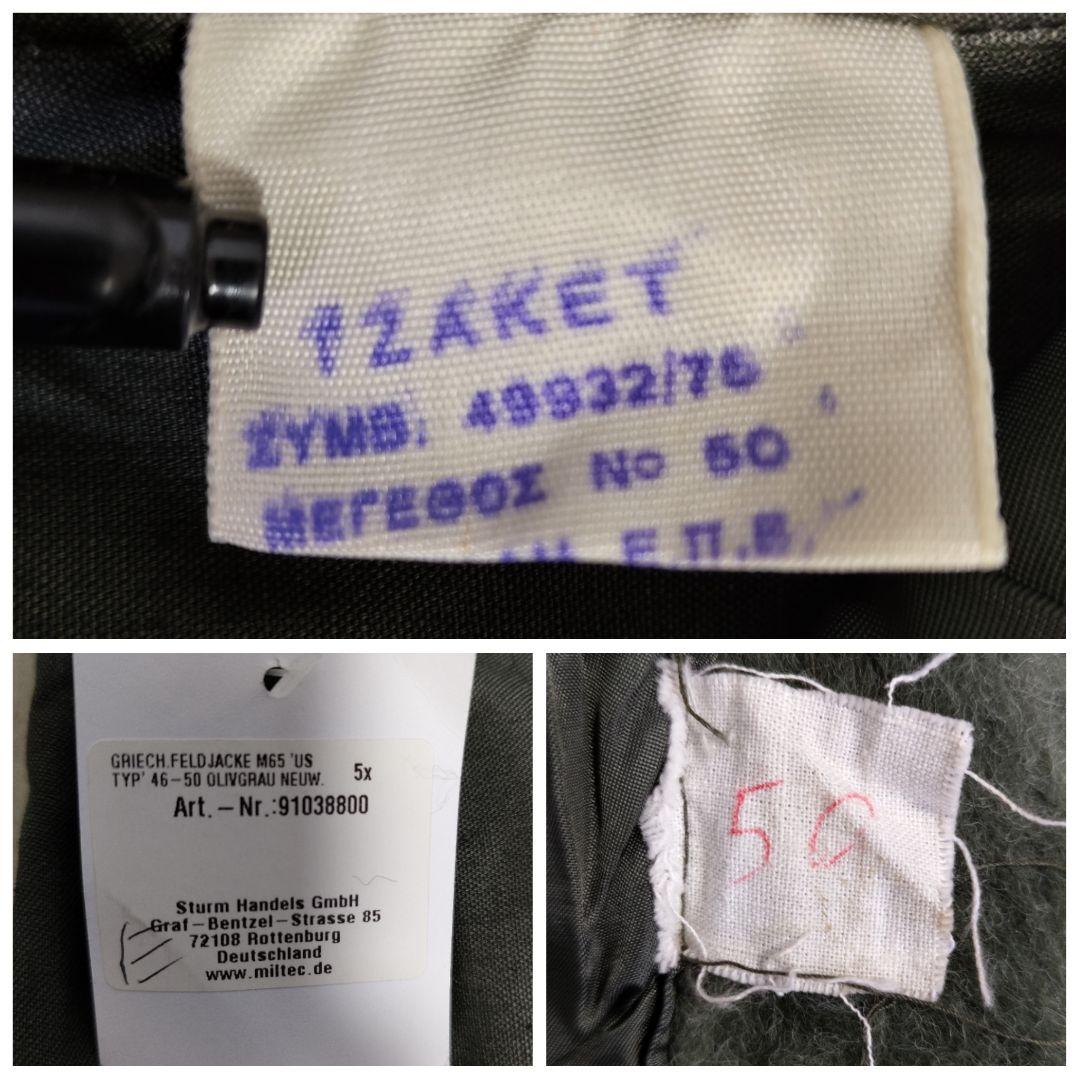 ΤΖΑΚΕΤ
ΣΥΜΒ. 49932/76
ΜΕΓΕΘΟΣ Νο 50
Ε.Π.Β.
GRIECH.FELDJACKE M65 'US
TYP' 46-50 OLIVGRAU NEUW. 5x
Art.-Nr.:91038800
Sturm Handels GmbH
Graf-Bentzel-Strasse 85
72108 Rottenburg
Deutschland
www.miltec.de
50